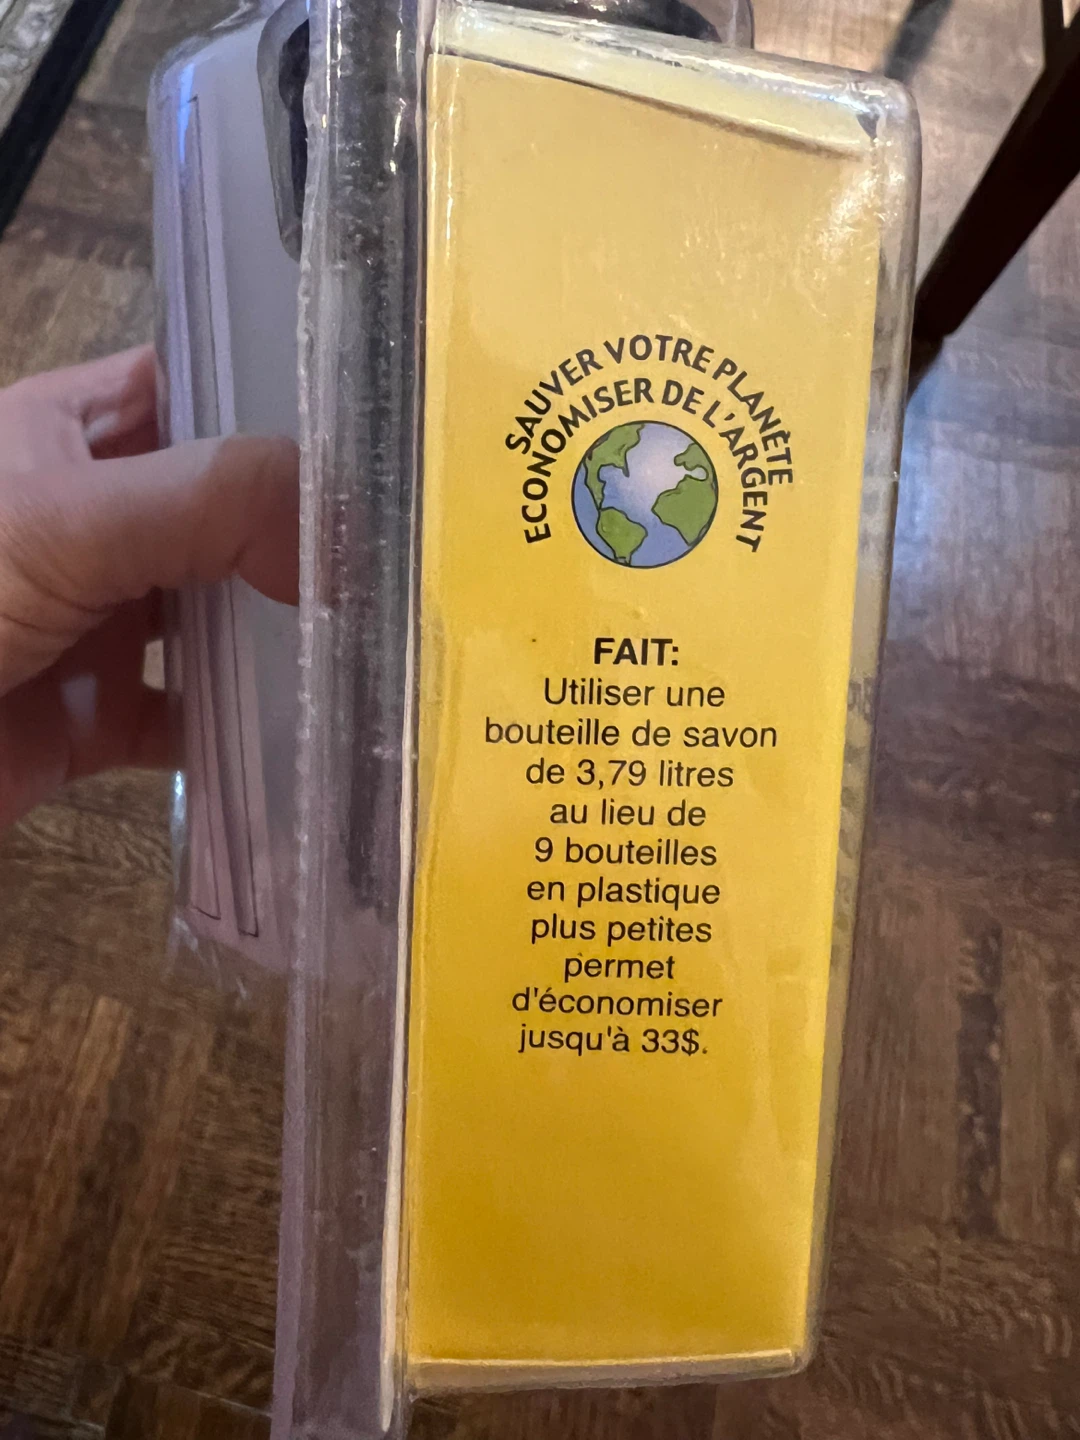 SAUVER VOTRE PLANÈTE
ECONOMISER DE L'ARGENT
FAIT:
Utiliser une
bouteille de savon
de 3,79 litres
au lieu de
9 bouteilles
en plastique
plus petites
permet
d'économiser
jusqu'à 33$.